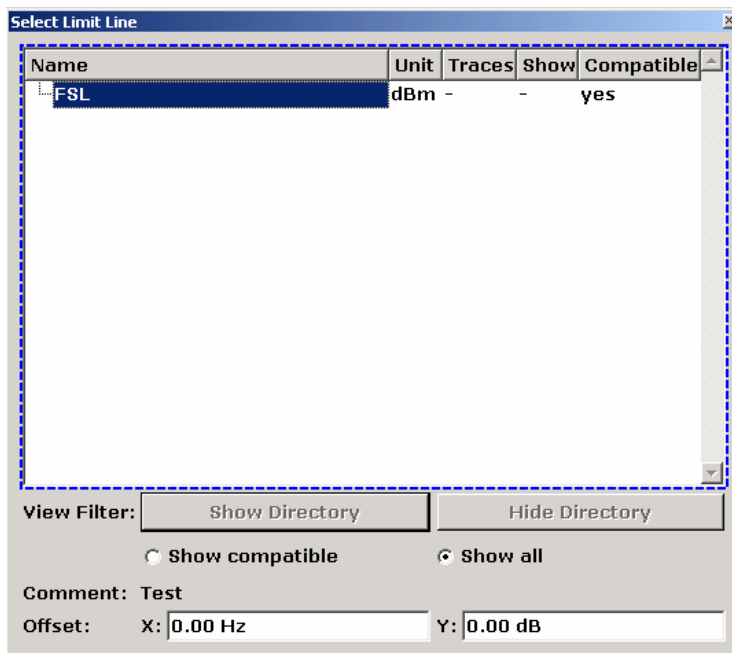 Select Limit Line
Name Unit Traces Show Compatible
FSL dBm - - yes
View Filter: Show Directory Hide Directory
Show compatible Show all
Comment: Test
Offset: X: 0.00 Hz Y: 0.00 dB